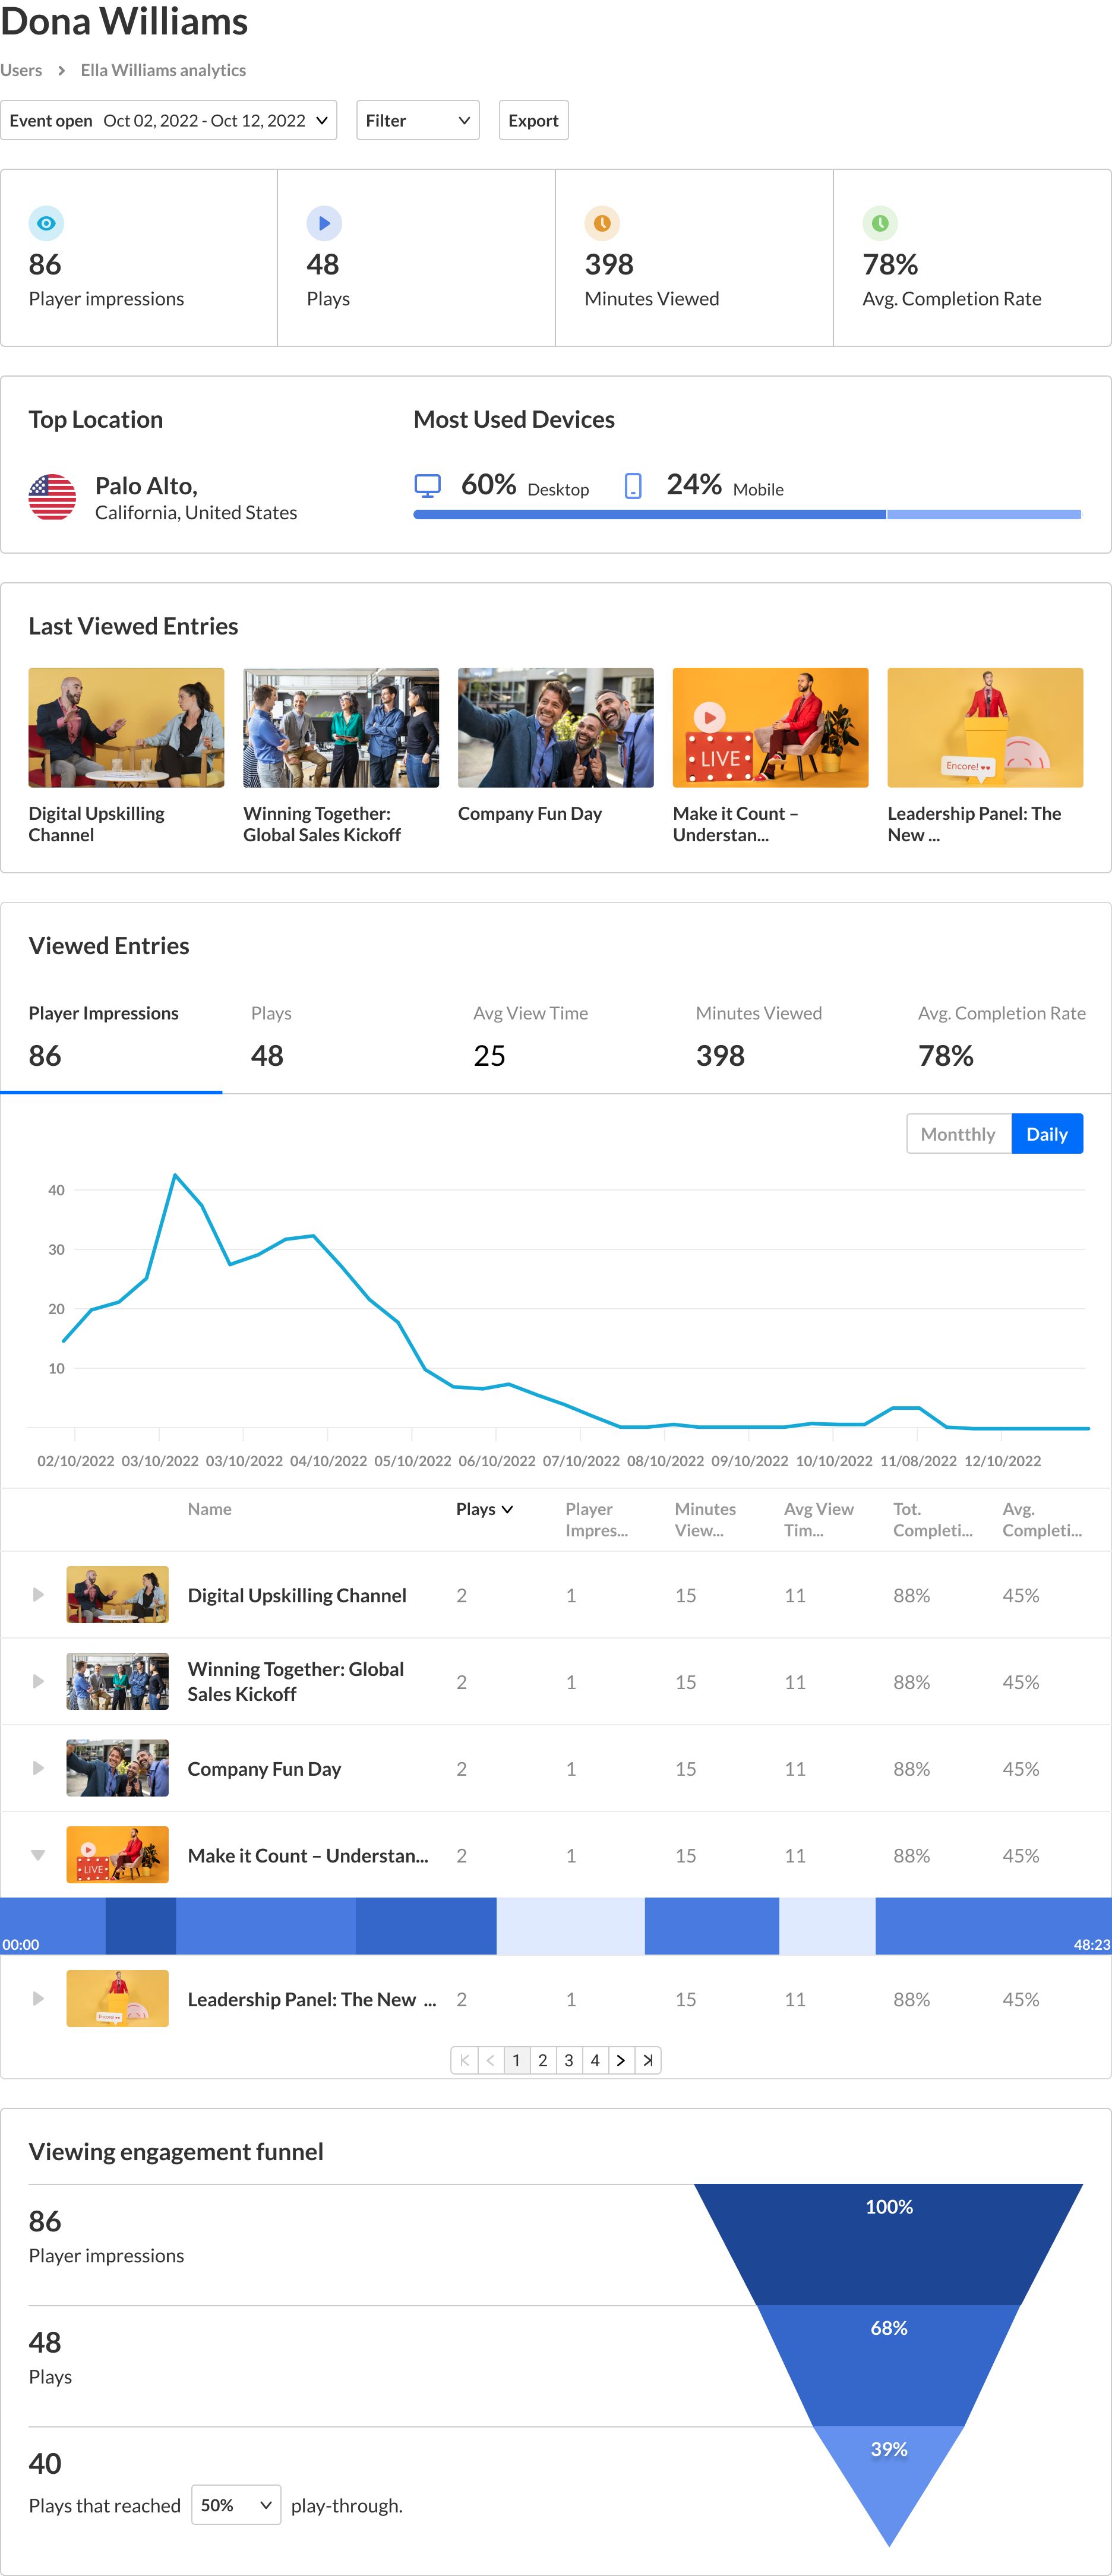 Dona Williams
Users > Ella Williams analytics
Event open Oct 02, 2022 - Oct 12, 2022
Filter
Export
86
Player impressions
48
Plays
398
Minutes Viewed
78%
Avg. Completion Rate
Top Location
Palo Alto,
California, United States
Most Used Devices
60% Desktop
24% Mobile
Last Viewed Entries
LIVE
Encore!
Digital Upskilling
Channel
Winning Together:
Global Sales Kickoff
Company Fun Day
Make it Count –
Understan...
Leadership Panel: The
New ...
Viewed Entries
Player Impressions
86
Plays
48
Avg View Time
25
Minutes Viewed
398
Avg. Completion Rate
78%
Montthly
Daily
40
30
20
10
02/10/2022 03/10/2022 03/10/2022 04/10/2022 05/10/2022 06/10/2022 07/10/2022 08/10/2022 09/10/2022 10/10/2022 11/08/2022 12/10/2022
Name
Plays
Player
Impres...
Minutes
View...
Avg View
Tim...
Tot.
Completi...
Avg.
Completi...
Digital Upskilling Channel 2 1 15 11 88% 45%
Winning Together: Global
Sales Kickoff
2 1 15 11 88% 45%
Company Fun Day 2 1 15 11 88% 45%
LIVE
Make it Count – Understan... 2 1 15 11 88% 45%
00:00 48:23
Encore!
Leadership Panel: The New ... 2 1 15 11 88% 45%
1 2 3 4 >
Viewing engagement funnel
86
Player impressions
100%
48
Plays
68%
40
Plays that reached 50% play-through.
39%